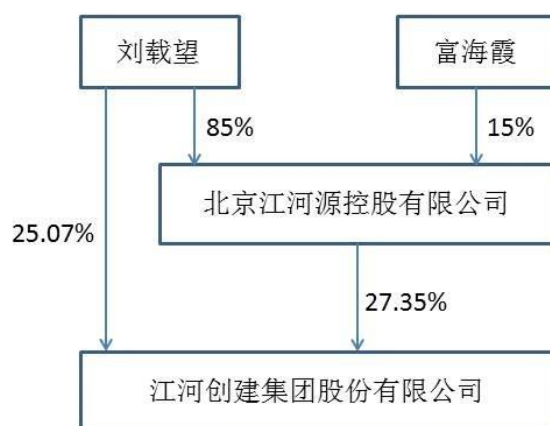 刘载望
富海霞
85%
15%
北京江河源控股有限公司
25.07%
27.35%
江河创建集团股份有限公司